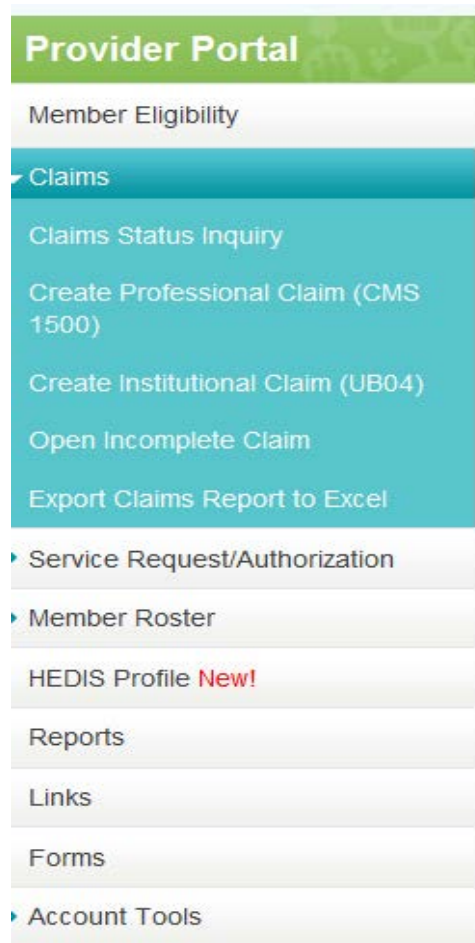 Provider Portal
Member Eligibility
Claims
Claims Status Inquiry
Create Professional Claim (CMS
1500)
Create Institutional Claim (UB04)
Open Incomplete Claim
Export Claims Report to Excel
Service Request/Authorization
Member Roster
HEDIS Profile New!
Reports
Links
Forms
Account Tools